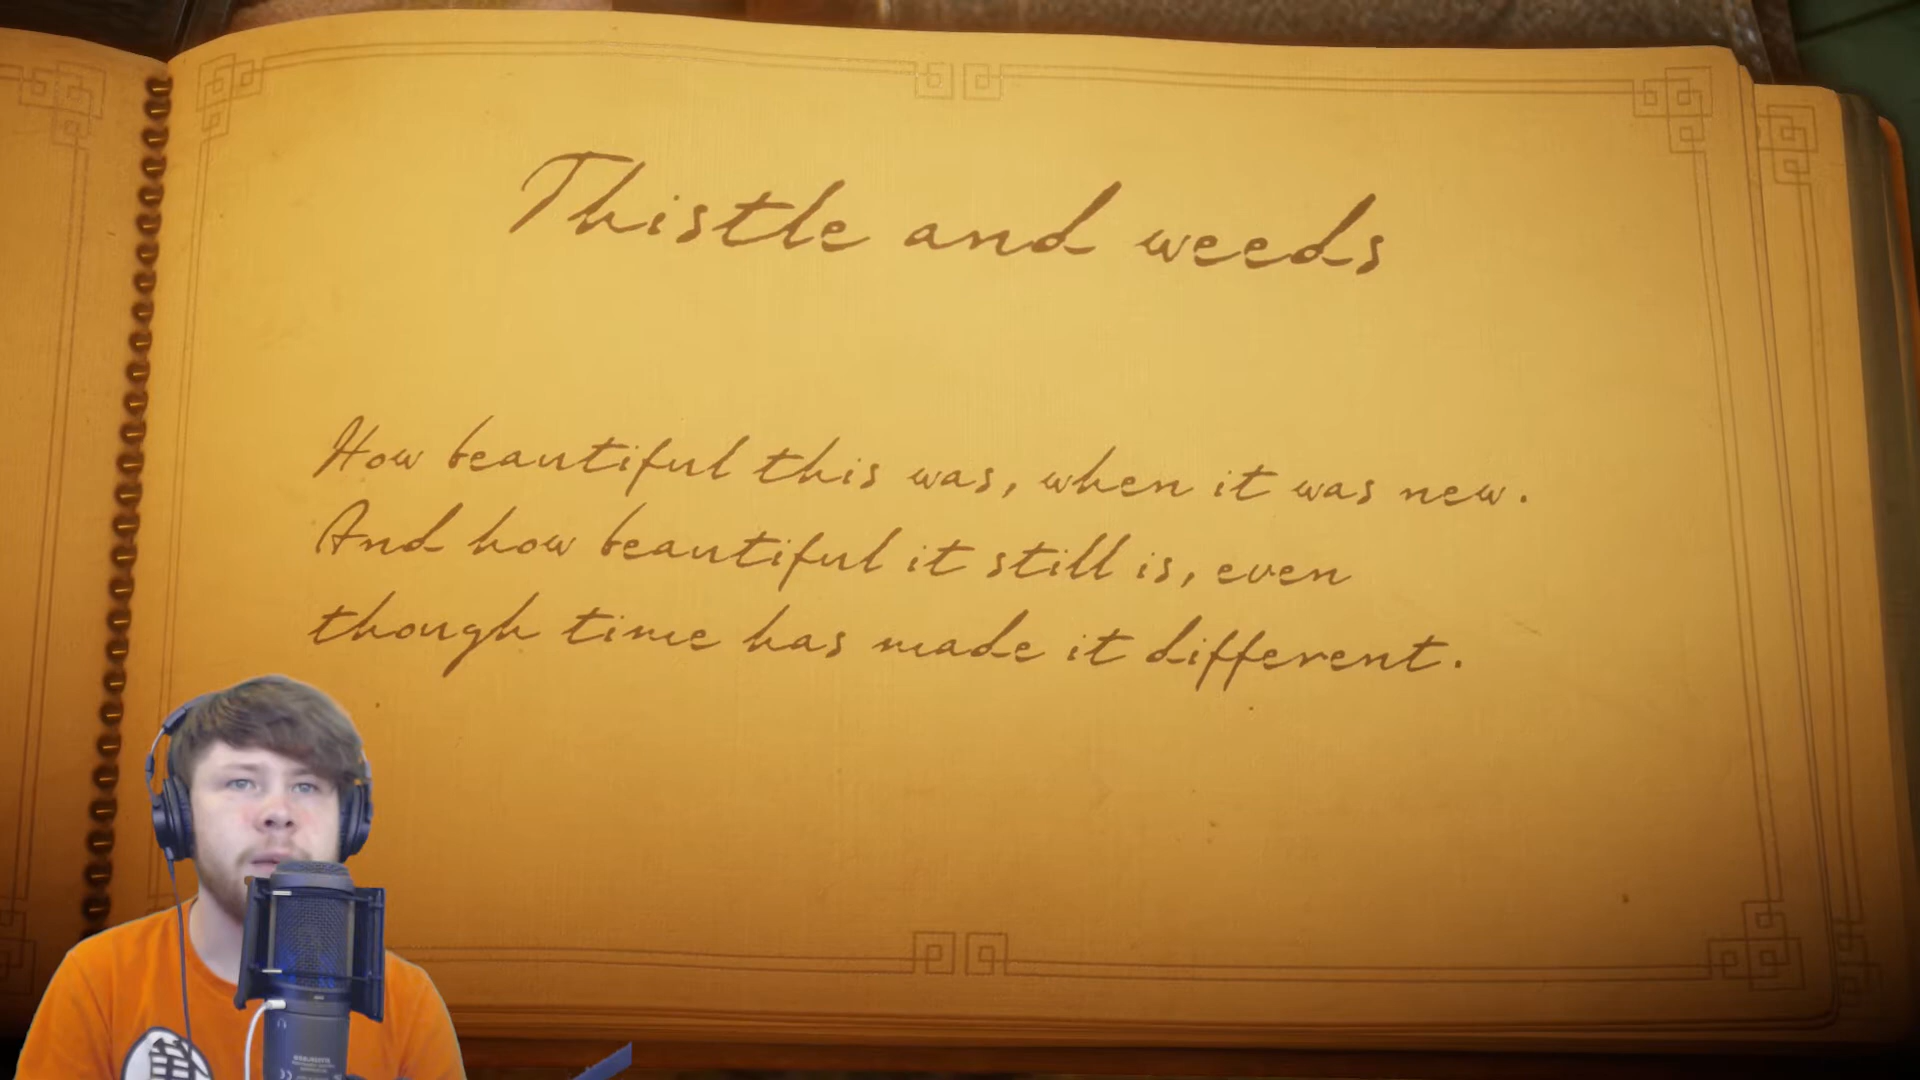 Thistle and weeds
How beautiful this was, when it was new.
And how beautiful it still is, even
though time has made it different.